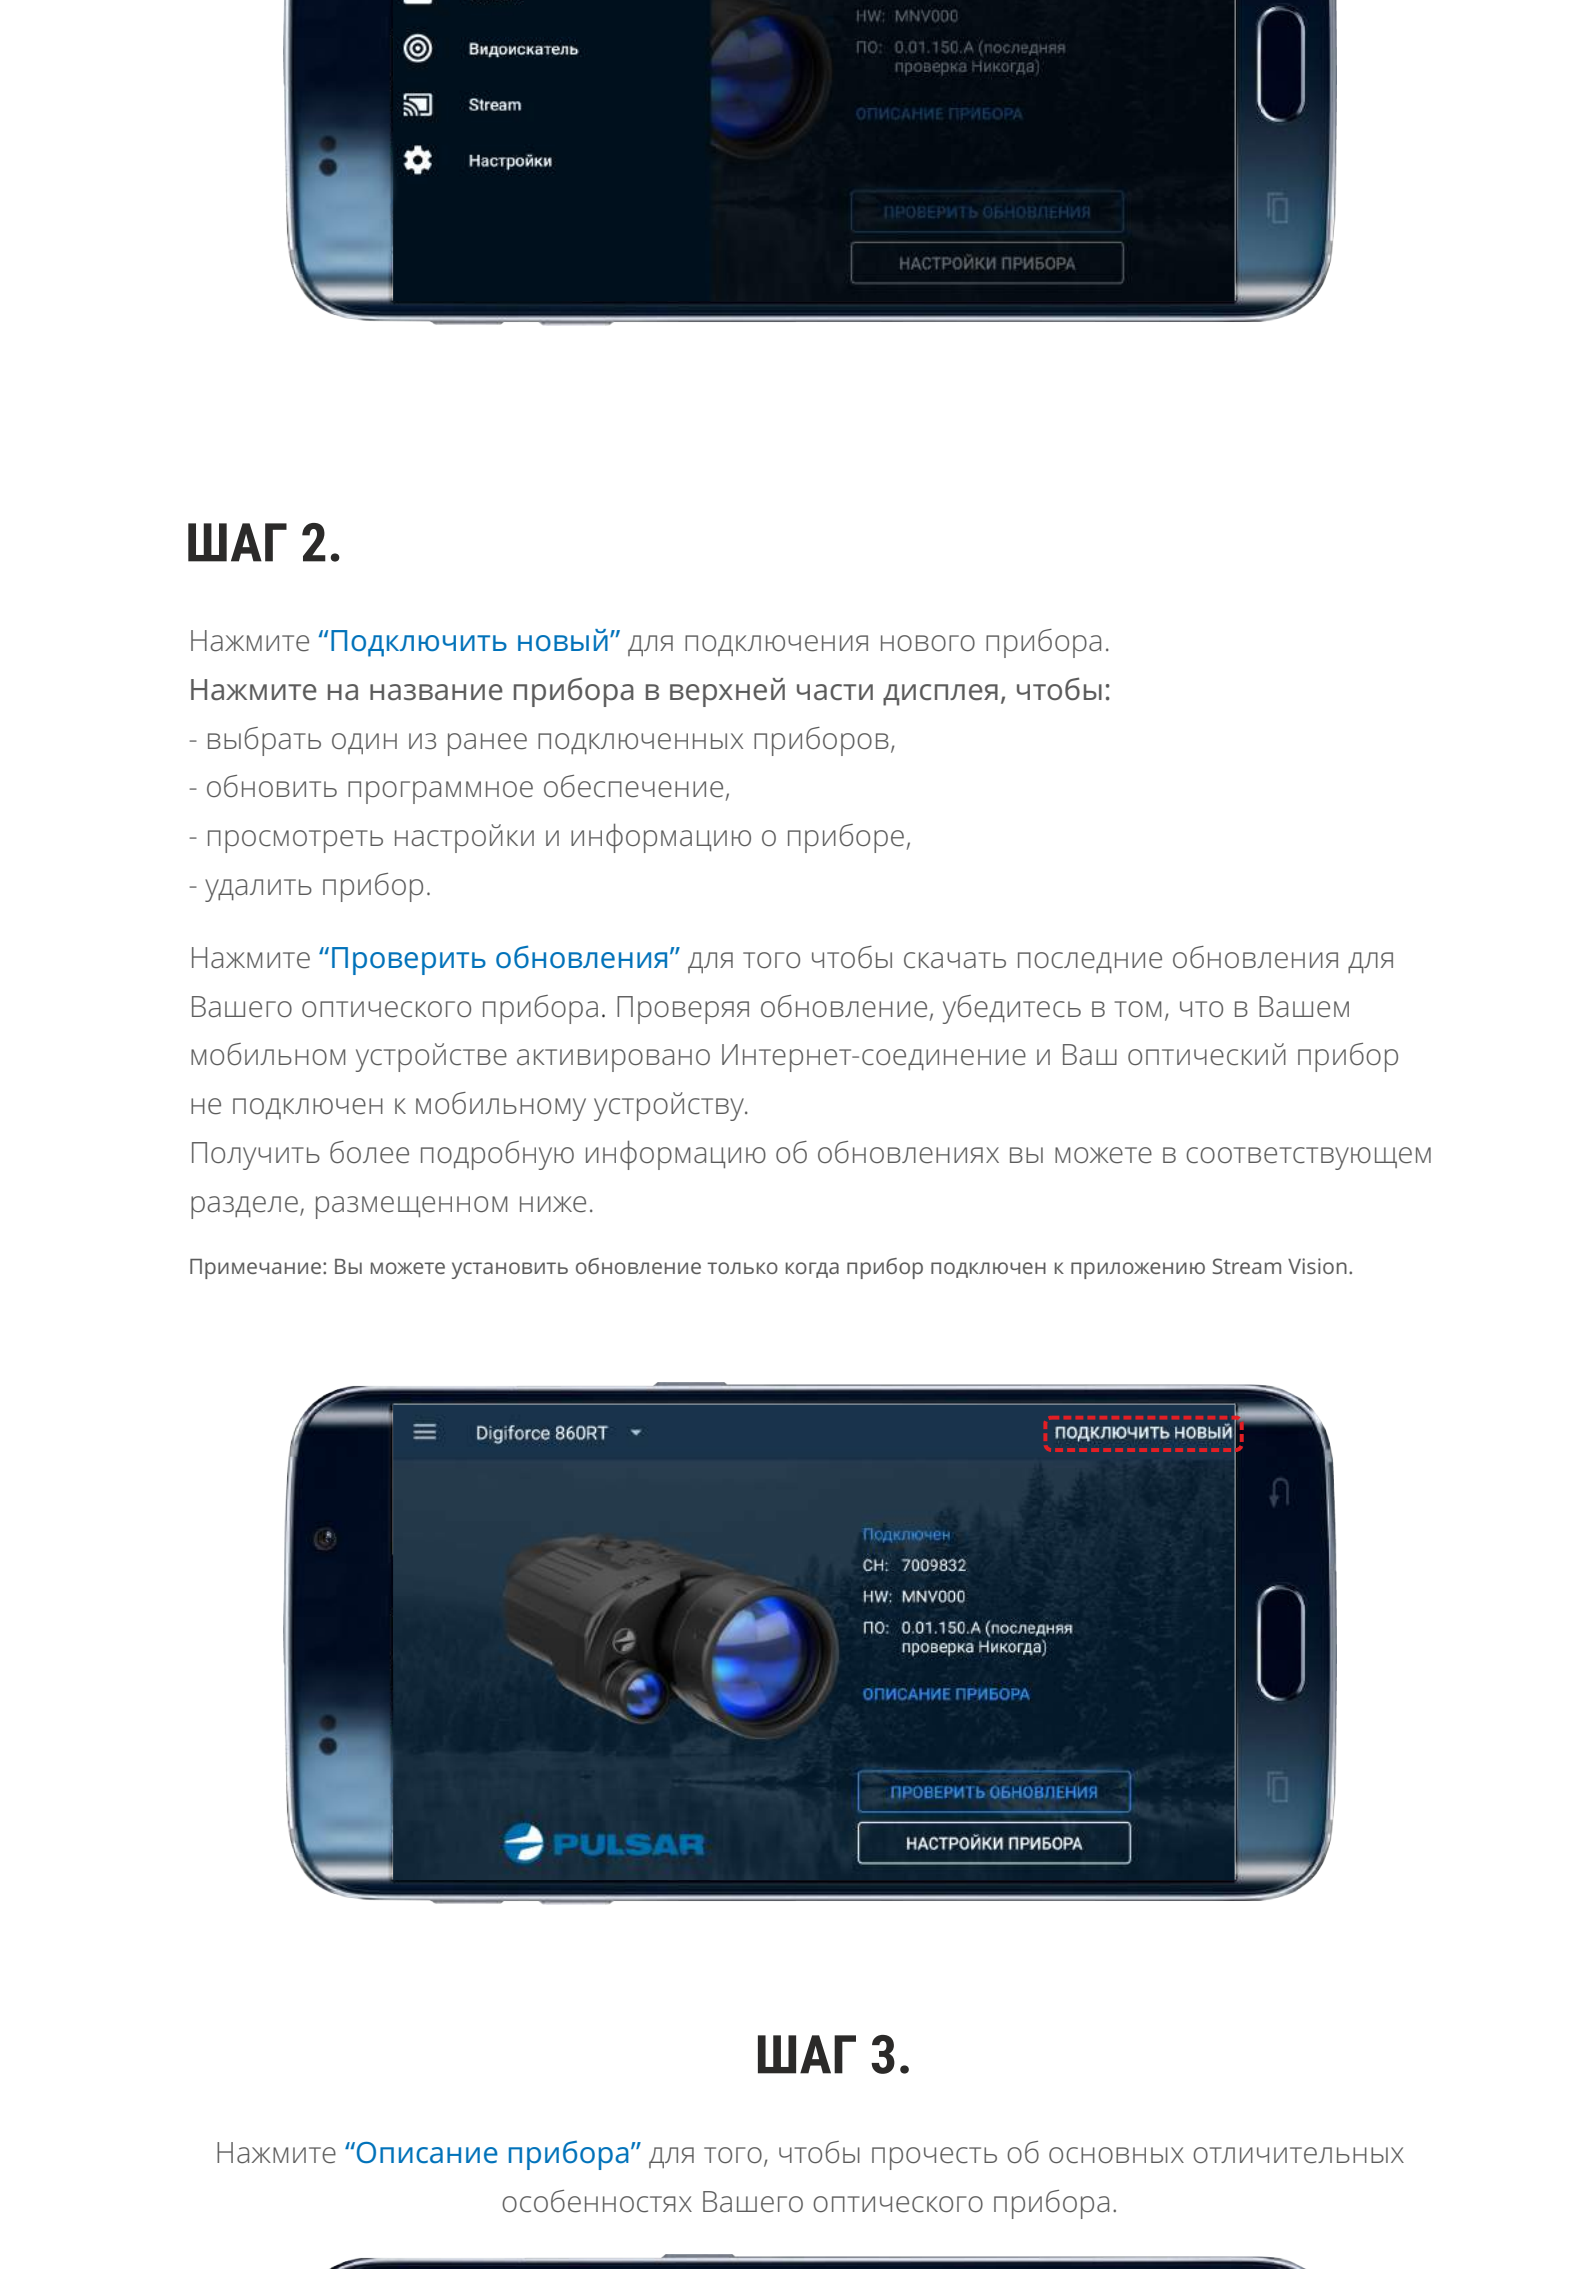 HW: MNV000
Видоискатель
ПО: 0.01.150.A (последняя
проверка Никогда)
Stream
ОПИСАНИЕ ПРИБОРА
Настройки
ПРОВЕРИТЬ ОБНОВЛЕНИЯ
НАСТРОЙКИ ПРИБОРА
ШАГ 2.
Нажмите “Подключить новый” для подключения нового прибора.
Нажмите на название прибора в верхней части дисплея, чтобы:
- выбрать один из ранее подключенных приборов,
- обновить программное обеспечение,
- просмотреть настройки и информацию о приборе,
- удалить прибор.
Нажмите “Проверить обновления” для того чтобы скачать последние обновления для
Вашего оптического прибора. Проверяя обновление, убедитесь в том, что в Вашем
мобильном устройстве активировано Интернет-соединение и Ваш оптический прибор
не подключен к мобильному устройству.
Получить более подробную информацию об обновлениях вы можете в соответствующем
разделе, размещенном ниже.
Примечание: Вы можете установить обновление только когда прибор подключен к приложению Stream Vision.
Digiforce 860RT
ПОДКЛЮЧИТЬ НОВЫЙ
Подключен
СН: 7009832
HW: MNV000
ПО: 0.01.150.A (последняя
проверка Никогда)
ОПИСАНИЕ ПРИБОРА
ПРОВЕРИТЬ ОБНОВЛЕНИЯ
PULSAR
НАСТРОЙКИ ПРИБОРА
ШАГ 3.
Нажмите “Описание прибора” для того, чтобы прочесть об основных отличительных
особенностях Вашего оптического прибора.